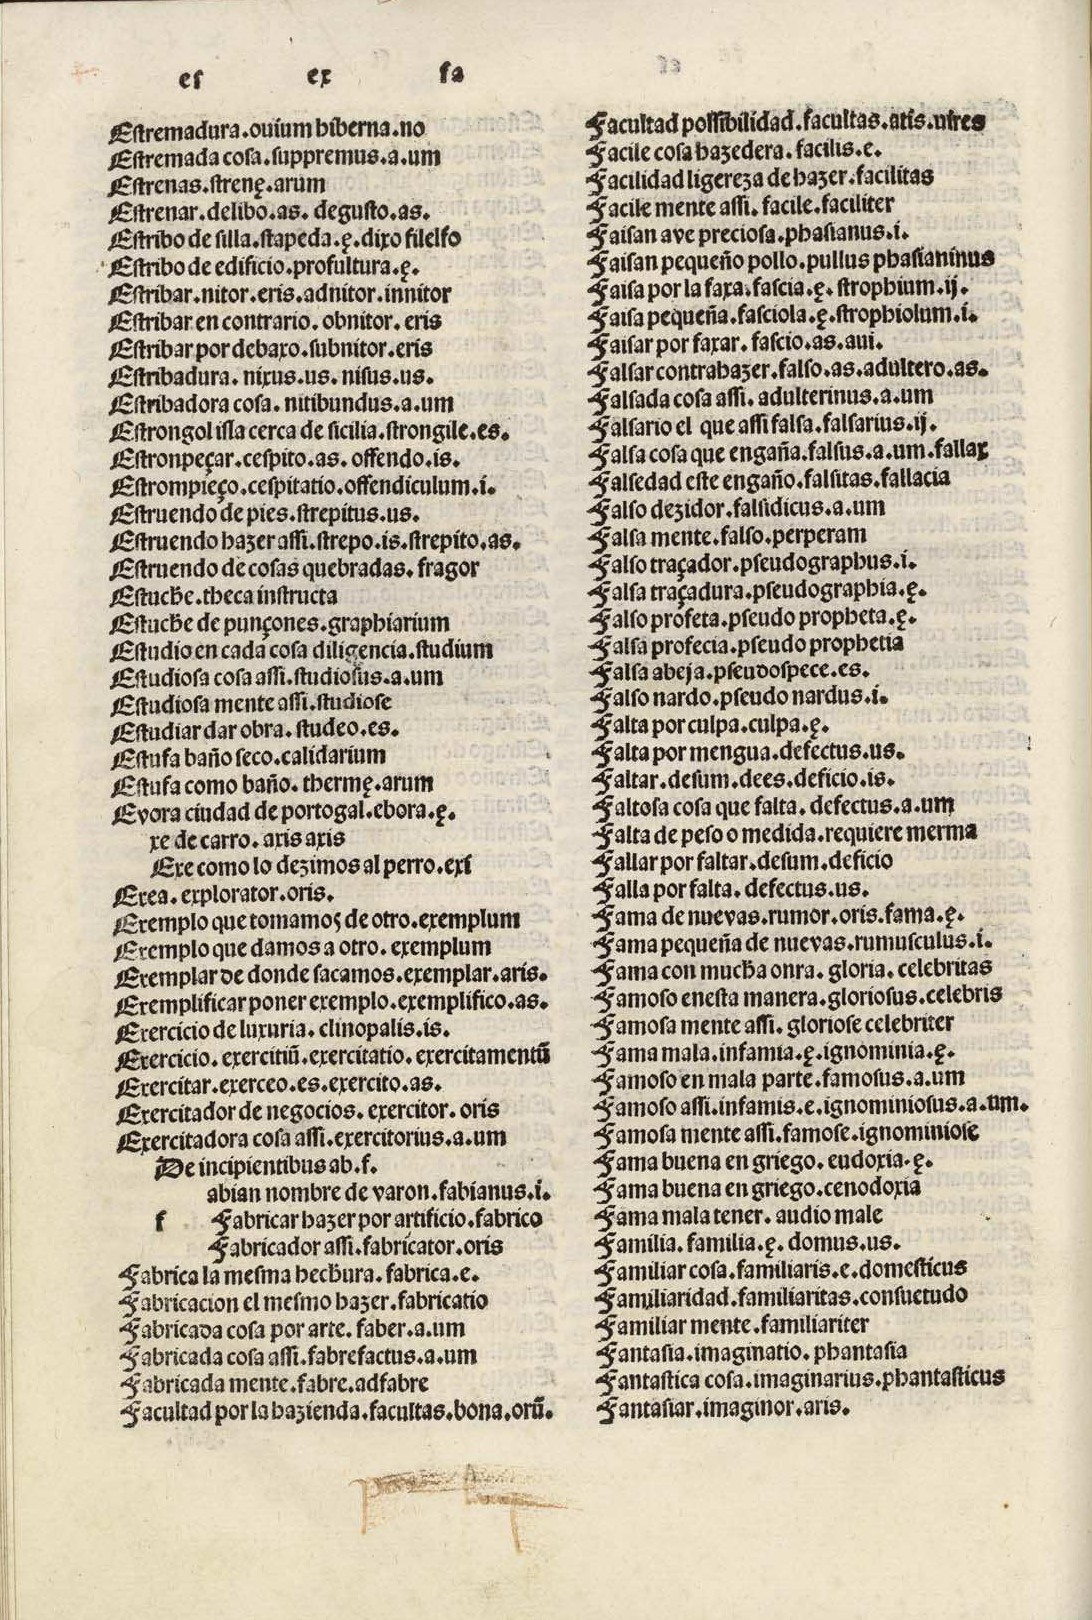 es ex fa
Estremadura.ouium hiberna.no
Estremada cosa.suppremus.a.um
Estrenas.strenę.arum
Estrenar.delibo.as. degusto.as.
Estribo de silla.stapeda.ę.dixo filelfo
Estribo de edificio.profultura.ę.
Estribar.nitor.eris.adnitor.innitor
Estribar en contrario.obnitor.eris
Estribar por debaxo.subnitor.eris
Estribadura.nixus.us.nisus.us.
Estribadora cosa.nitibundus.a.um
Estrongol isla cerca de sicilia.strongile.es.
Estronpeçar.cespito.as.offendo.is.
Estrompieço.cespitatio.offendiculum.i.
Estruendo de pies.strepitus.us.
Estruendo hazer assi.strepo.is.strepito.as.
Estruendo de cosas quebradas.fragor
Estuche.theca instructa
Estuche de punçones.graphiarium
Estudio en cada cosa diligencia.studium
Estudiosa cosa assi.studiosus.a.um
Estudiosa mente assi.studiose
Estudiar dar obra.studeo.es.
Estufa baño seco.calidarium
Estufa como baño.thermę.arum
Evora ciudad de portogal.ebora.ę.
xe de carro.axis axis
Exe como lo dezimos al perro.exi
Exea.explorator.oris.
Exemplo que tomamos de otro.exemplum
Exemplo que damos a otro.exemplum
Exemplar de donde sacamos.exemplar.aris.
Exemplificar poner exemplo.exemplifico.as.
Exercicio de luxuria.clinopalis.is.
Exercicio.exercitiũ.exercitatio.exercitamentũ
Exercitar.exerceo.es.exercito.as.
Exercitador de negocios.exercitor.oris
Exercitadora cosa assi.exercitorius.a.um
De incipientibus ab.f.
abian nombre de varon.fabianus.i.
f Fabricar hazer por artificio.fabrico
Fabricador assi.fabricator.oris
Fabrica la mesma hechura.fabrica.e.
Fabricacion el mesmo hazer.fabricatio
Fabricada cosa por arte.faber.a.um
Fabricada cosa assi.fabrefactus.a.um
Fabricada mente.fabre.adfabre
Facultad por la hazienda.facultas.bona.orũ.
Facultad possibilidad.facultas.atis.vires
Facile cosa hazedera.facilis.e.
Facilidad ligereza de hazer.facilitas
Facile mente assi.facile.faciliter
Faisan ave preciosa.phasianus.i.
Faisan pequeño pollo.pullus phasianinus
Faisa por la faxa.fascia.ę.strophium.ij.
Faisa pequeña.fasciola.ę.strophiolum.i.
Faisar por faxar.fascio.as.aui.
Falsar contrahazer.falso.as.adultero.as.
Falsada cosa assi.adulterinus.a.um
Falsario el que assi falsa.falsarius.ij.
Falsa cosa que engaña.falsus.a.um.fallax
Falsedad este engaño.falsitas.fallacia
Falso dezidor.falsidicus.a.um
Falsa mente.falso.perperam
Falso traçador.pseudographus.i.
Falsa traçadura.pseudographia.ę.
Falso profeta.pseudo propheta.ę.
Falsa profecia.pseudo prophetia
Falsa abeja.pseudospece.es.
Falso nardo.pseudo nardus.i.
Falta por culpa.culpa.ę.
Falta por mengua.defectus.us.
Faltar.desum.dees.deficio.is.
Faltosa cosa que falta.defectus.a.um
Falta de peso o medida.requiere merma
Fallar por faltar.desum.deficio
Falla por falta.defectus.us.
Fama de nuevas.rumor.oris.fama.ę.
Fama pequeña de nuevas.rumusculus.i.
Fama con mucha onra.gloria.celebritas
Famoso enesta manera.gloriosus.celebris
Famosa mente assi.gloriose celebriter
Fama mala.infamia.ę.ignominia.ę.
Famoso en mala parte.famosus.a.um
Famoso assi.infamis.e.ignominiosus.a.um.
Famosa mente assi.famose.ignominiose
Fama buena en griego.eudoxia.ę.
Fama buena en griego.cenodoxia
Fama mala tener.audio male
Familia.familia.ę.domus.us.
Familiar cosa.familiaris.e.domesticus
Familiaridad.familiaritas.consuetudo
Familiar mente.familiariter
Fantasia.imaginatio.phantasia
Fantastica cosa.imaginarius.phantasticus
Fantasiar.imaginor.aris.